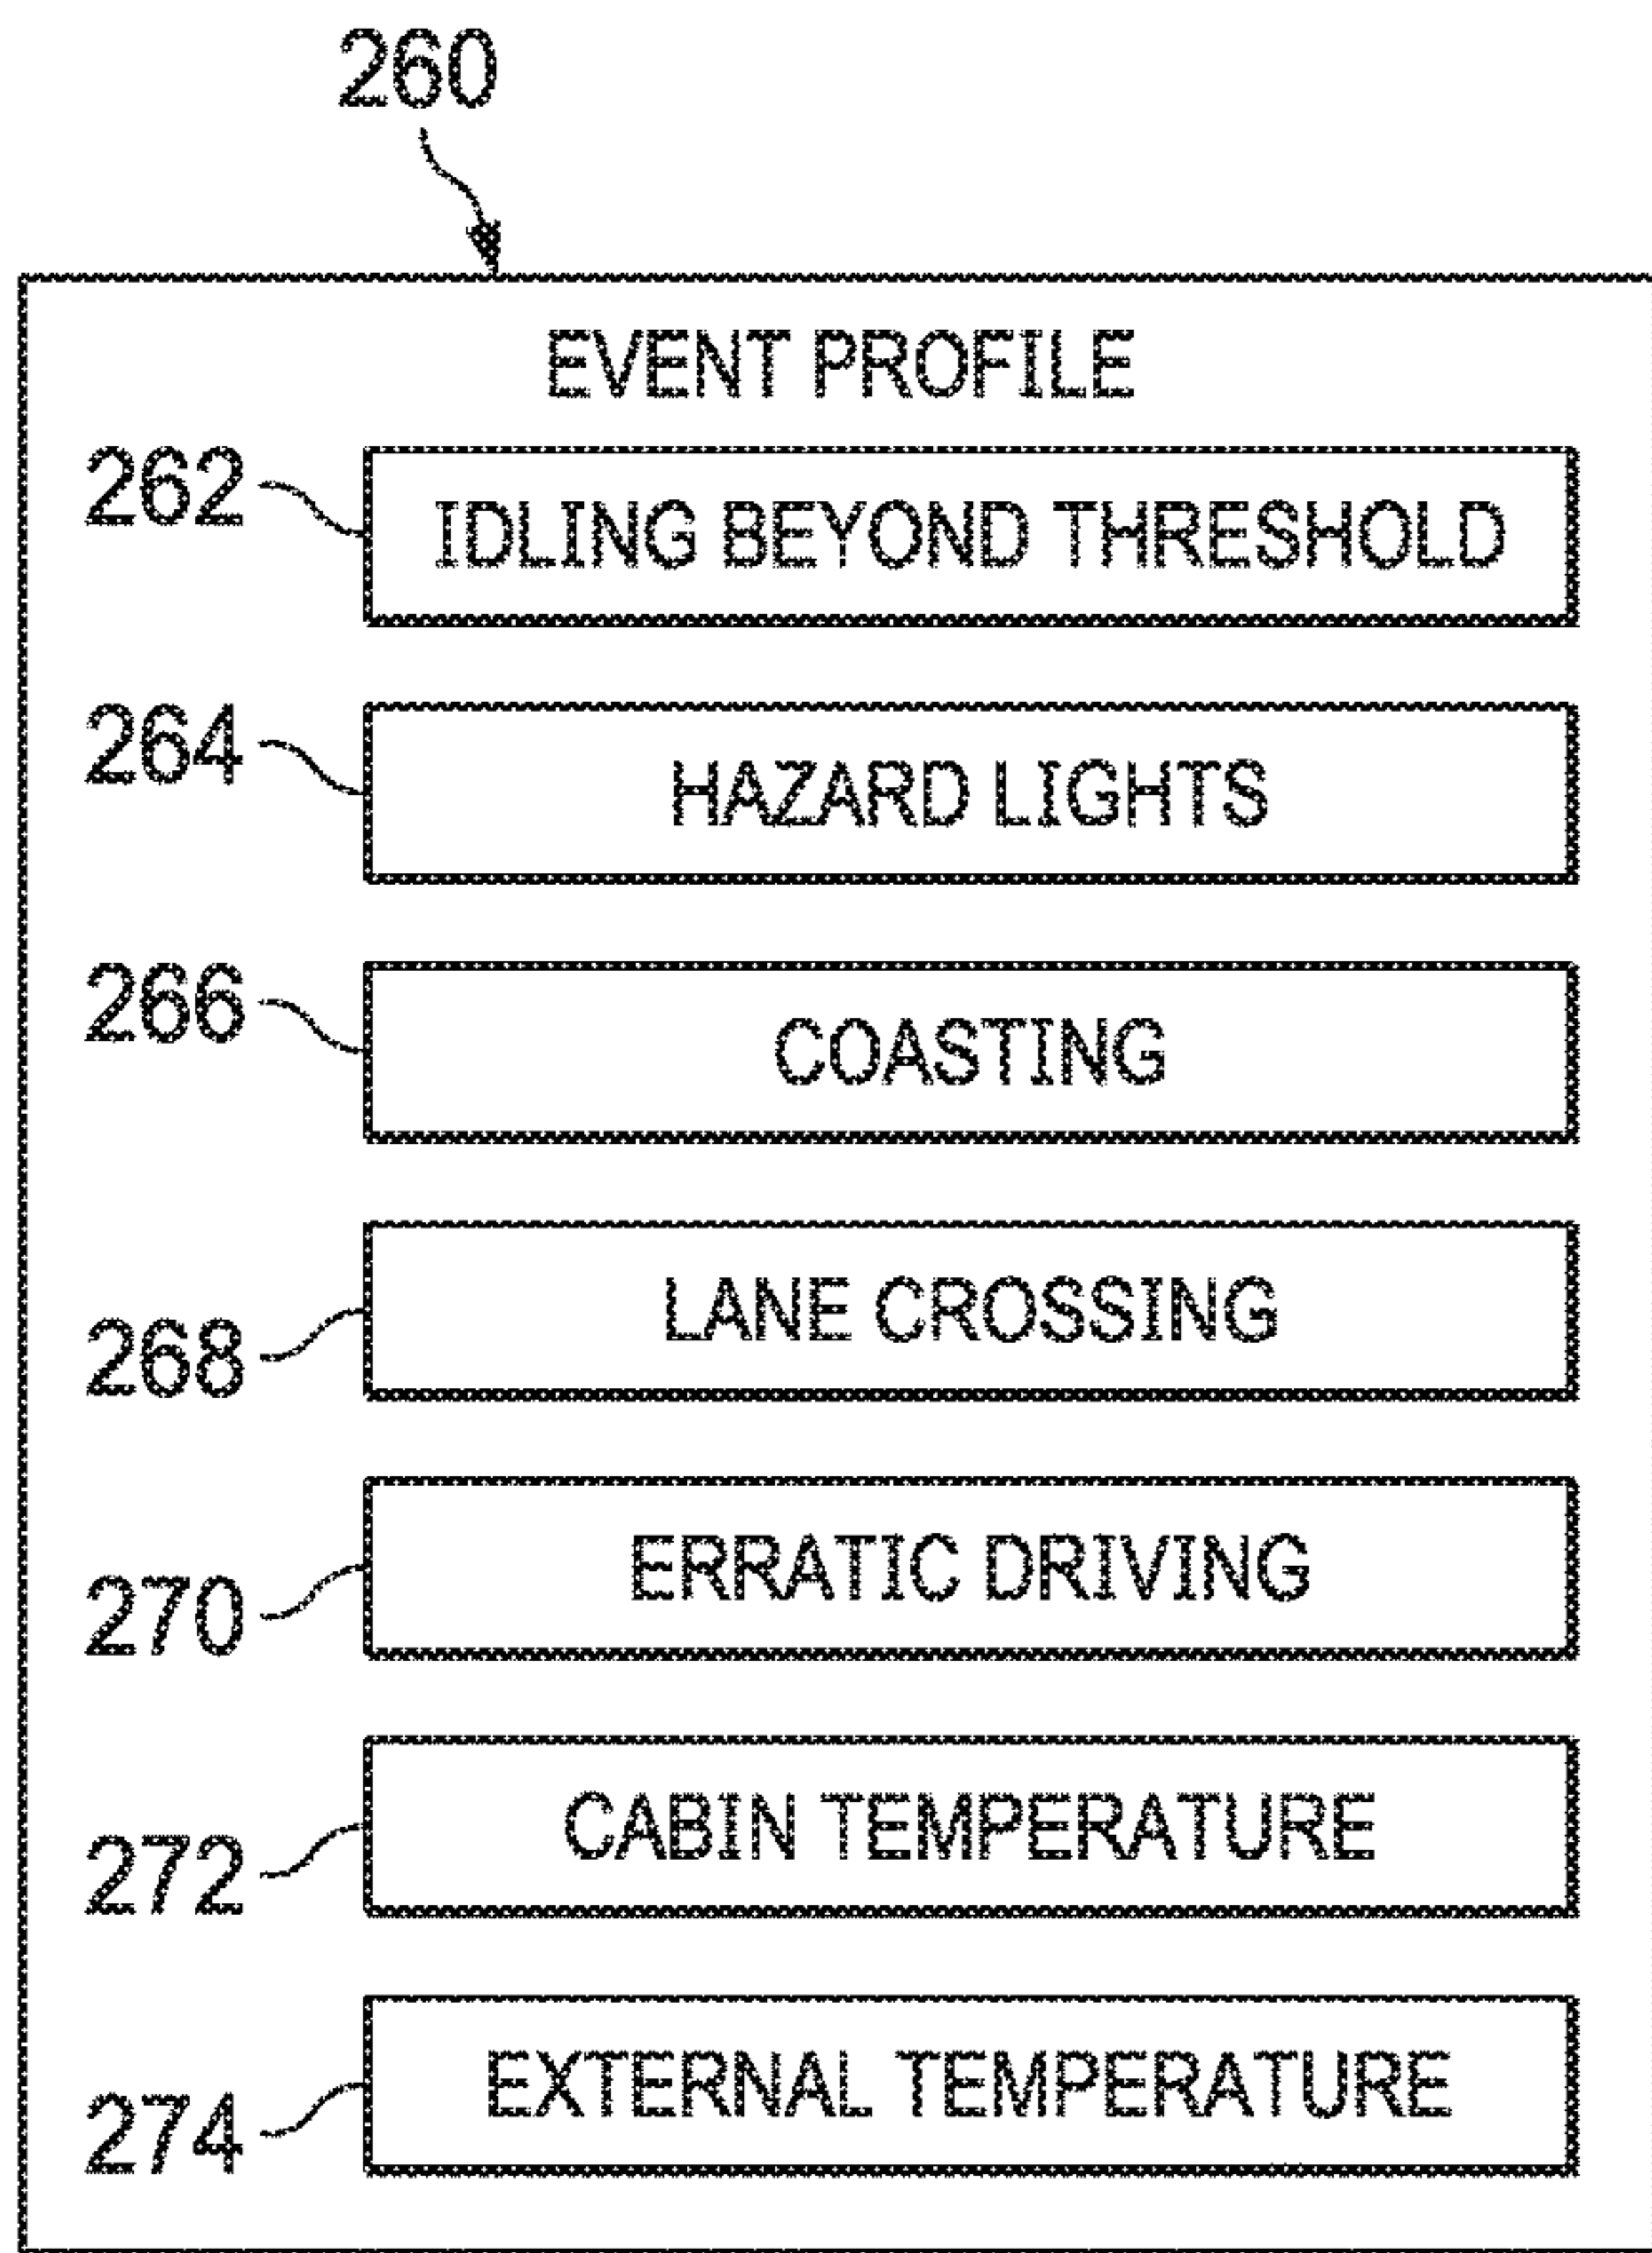 260
EVENT PROFILE
262 IDLING BEYOND THRESHOLD
264 HAZARD LIGHTS
266 COASTING
268 LANE CROSSING
270 ERRATIC DRIVING
272 CABIN TEMPERATURE
274 EXTERNAL TEMPERATURE